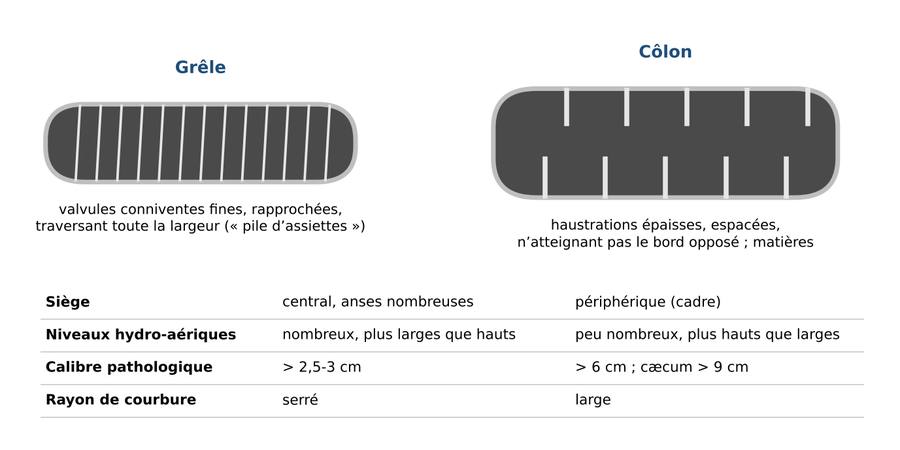 Grêle
valvules conniventes fines, rapprochées,
traversant toute la largeur (« pile d’assiettes »)
Côlon
haustrations épaisses, espacées,
n’atteignant pas le bord opposé ; matières
Siège central, anses nombreuses périphérique (cadre)
Niveaux hydro-aériques nombreux, plus larges que hauts peu nombreux, plus hauts que larges
Calibre pathologique > 2,5-3 cm > 6 cm ; cæcum > 9 cm
Rayon de courbure serré large